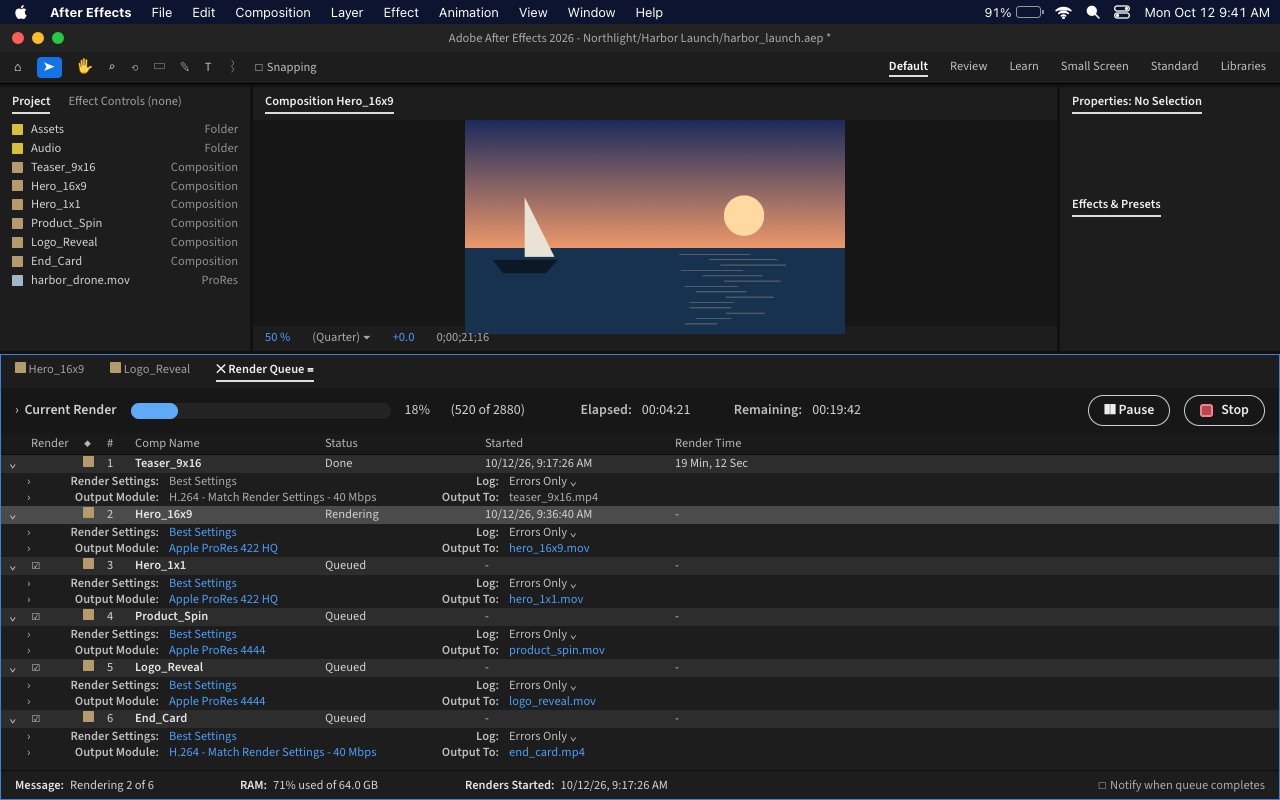 After Effects File Edit Composition Layer Effect Animation View Window Help 91% Mon Oct 12 9:41 AM
Adobe After Effects 2026 - Northlight/Harbor Launch/harbor_launch.aep *
T Snapping Default Review Learn Small Screen Standard Libraries
Project Effect Controls (none) Composition Hero_16x9 Properties: No Selection
Assets Folder
Audio Folder
Teaser_9x16 Composition
Hero_16x9 Composition
Hero_1x1 Composition
Effects & Presets
Product_Spin Composition
Logo_Reveal Composition
End_Card Composition
harbor_drone.mov ProRes
50 % (Quarter) +0.0 0;00;21;16
Hero_16x9 Logo_Reveal Render Queue
Current Render 18% (520 of 2880) Elapsed: 00:04:21 Remaining: 00:19:42 Pause Stop
Render # Comp Name Status Started Render Time
1 Teaser_9x16 Done 10/12/26, 9:17:26 AM 19 Min, 12 Sec
Render Settings: Best Settings Log: Errors Only
Output Module: H.264 - Match Render Settings - 40 Mbps Output To: teaser_9x16.mp4
2 Hero_16x9 Rendering 10/12/26, 9:36:40 AM -
Render Settings: Best Settings Log: Errors Only
Output Module: Apple ProRes 422 HQ Output To: hero_16x9.mov
3 Hero_1x1 Queued - -
Render Settings: Best Settings Log: Errors Only
Output Module: Apple ProRes 422 HQ Output To: hero_1x1.mov
4 Product_Spin Queued - -
Render Settings: Best Settings Log: Errors Only
Output Module: Apple ProRes 4444 Output To: product_spin.mov
5 Logo_Reveal Queued - -
Render Settings: Best Settings Log: Errors Only
Output Module: Apple ProRes 4444 Output To: logo_reveal.mov
6 End_Card Queued - -
Render Settings: Best Settings Log: Errors Only
Output Module: H.264 - Match Render Settings - 40 Mbps Output To: end_card.mp4
Message: Rendering 2 of 6 RAM: 71% used of 64.0 GB Renders Started: 10/12/26, 9:17:26 AM Notify when queue completes